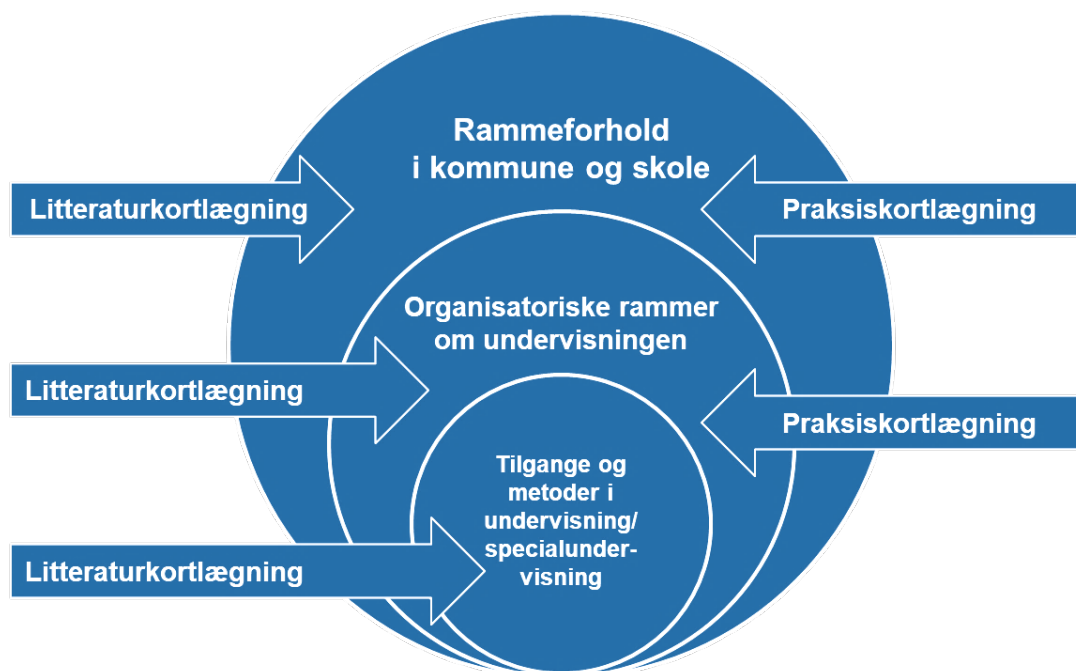 Rammeforhold
i kommune og skole
Litteraturkortlægning
Praksiskortlægning
Organisatoriske rammer
om undervisningen
Litteraturkortlægning
Praksiskortlægning
Tilgange og
metoder i
undervisning/
specialunder-
visning
Litteraturkortlægning